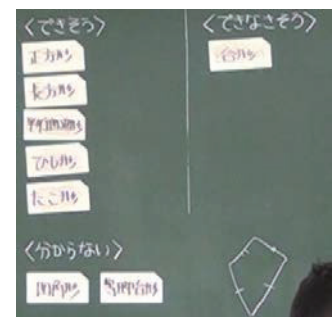 〈できそう〉
正方形
長方形
平行四辺形
ひし形
たこ形
〈できなさそう〉
台形
〈分からない〉
凹四角形
等脚台形